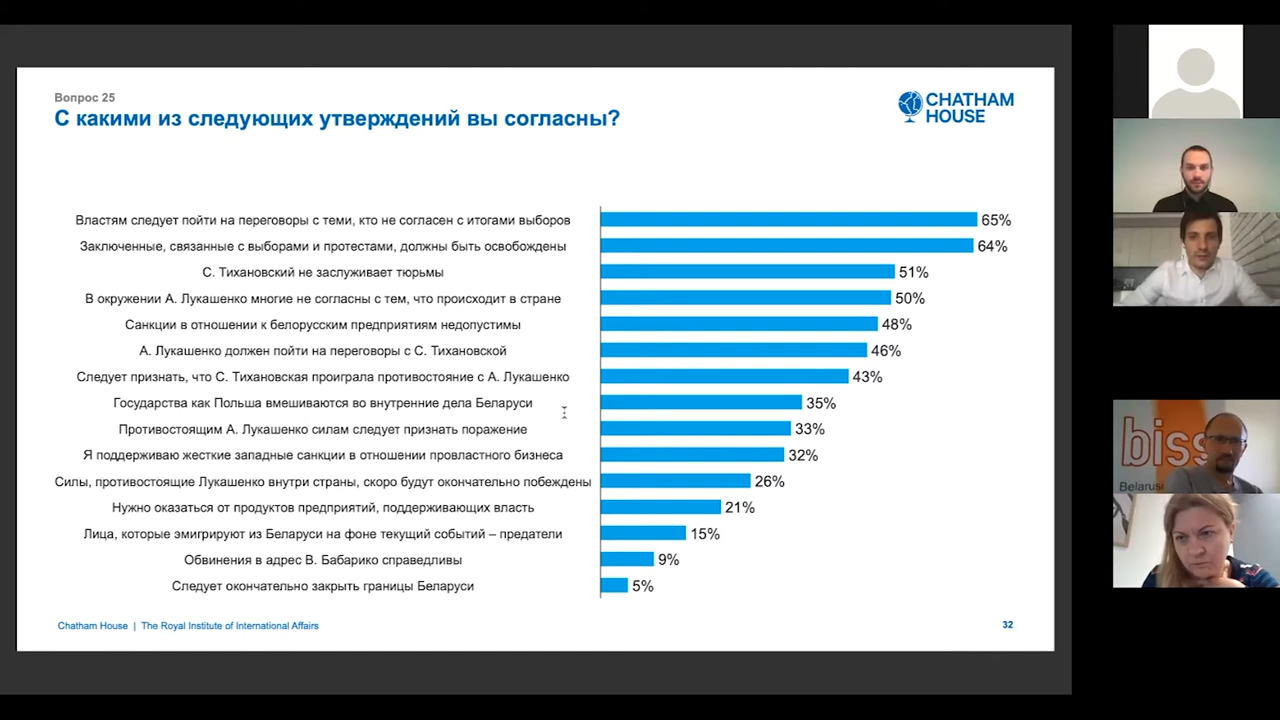 Вопрос 25
С какими из следующих утверждений вы согласны?
CHATHAM
HOUSE
Властям следует пойти на переговоры с теми, кто не согласен с итогами выборов 65%
Заключенные, связанные с выборами и протестами, должны быть освобождены 64%
С. Тихановский не заслуживает тюрьмы 51%
В окружении А. Лукашенко многие не согласны с тем, что происходит в стране 50%
Санкции в отношении к белорусским предприятиям недопустимы 48%
А. Лукашенко должен пойти на переговоры с С. Тихановской 46%
Следует признать, что С. Тихановская проиграла противостояние с А. Лукашенко 43%
Государства как Польша вмешиваются во внутренние дела Беларуси 35%
Противостоящим А. Лукашенко силам следует признать поражение 33%
Я поддерживаю жесткие западные санкции в отношении провластного бизнеса 32%
Силы, противостоящие Лукашенко внутри страны, скоро будут окончательно побеждены 26%
Нужно оказаться от продуктов предприятий, поддерживающих власть 21%
Лица, которые эмигрируют из Беларуси на фоне текущий событий – предатели 15%
Обвинения в адрес В. Бабарико справедливы 9%
Следует окончательно закрыть границы Беларуси 5%
Chatham House | The Royal Institute of International Affairs
32
biss